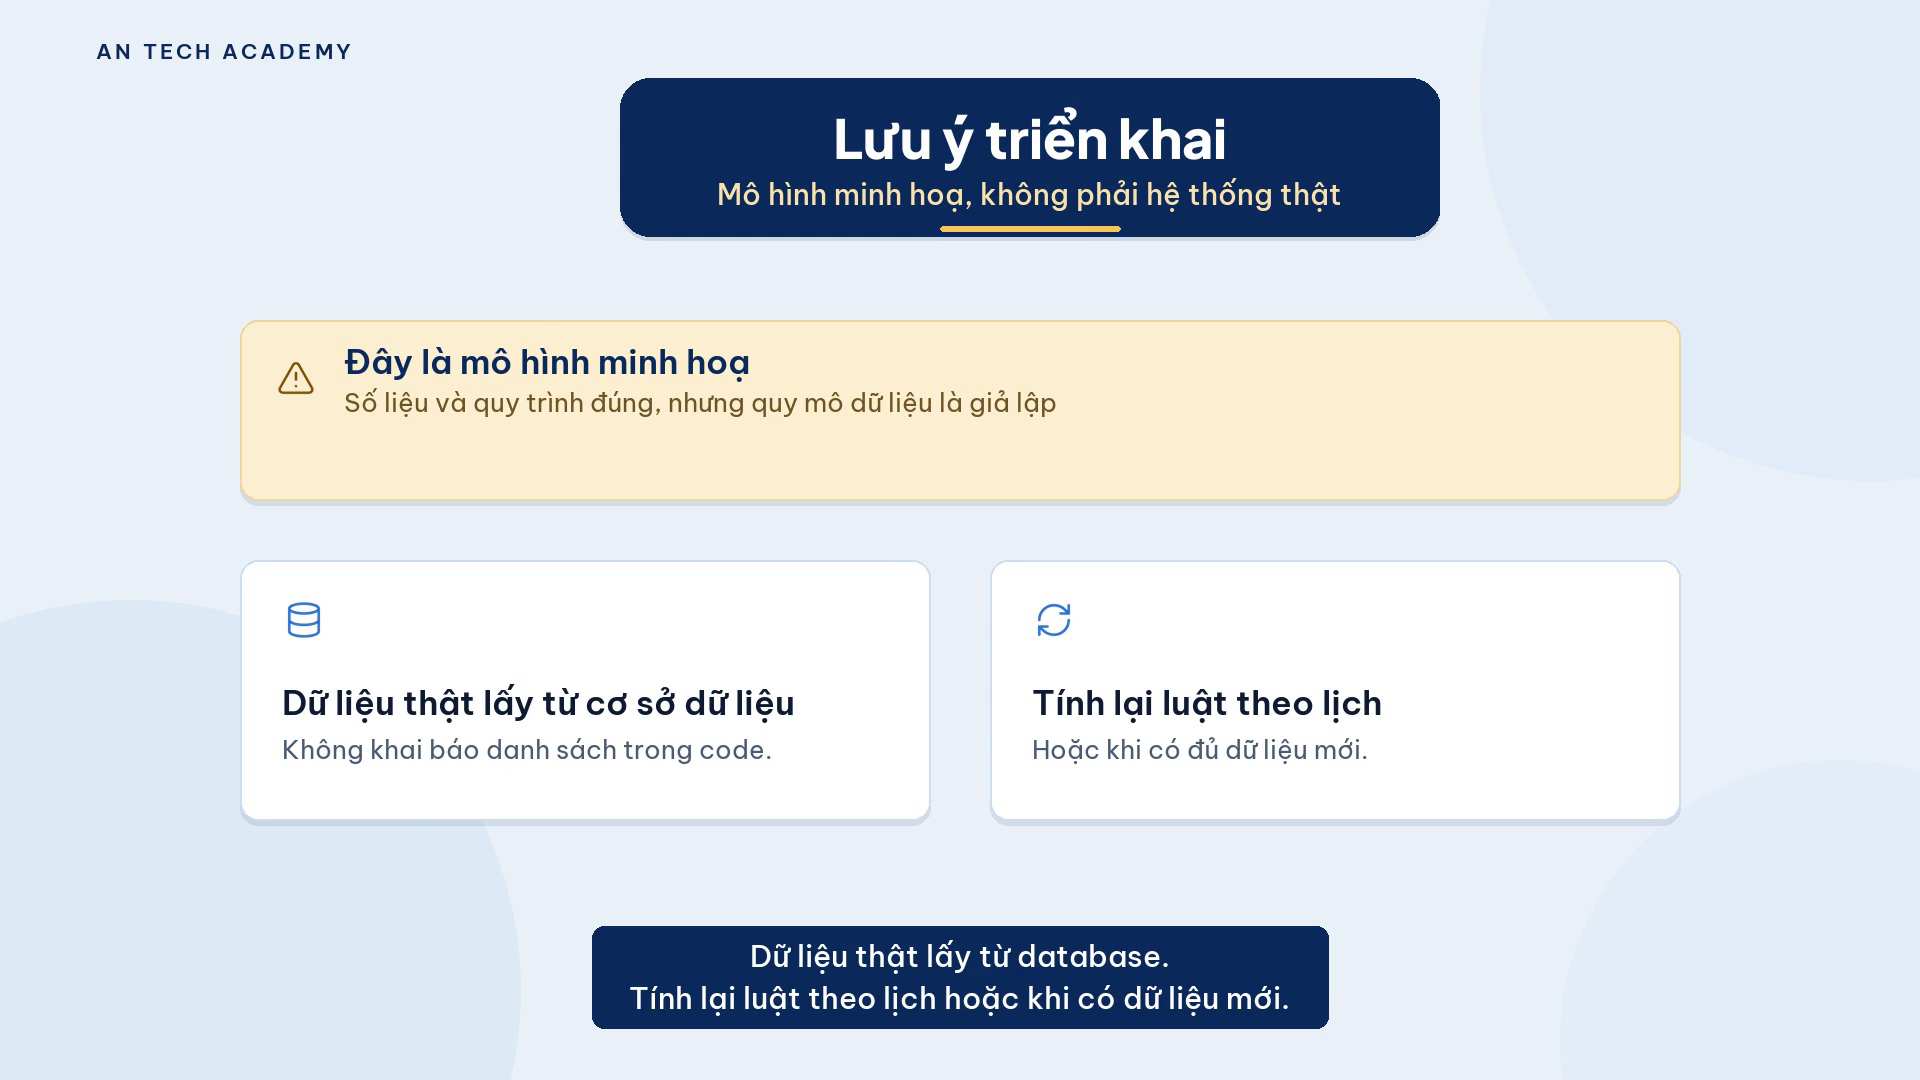 AN TECH ACADEMY
Lưu ý triển khai
Mô hình minh hoạ, không phải hệ thống thật
Đây là mô hình minh hoạ
Số liệu và quy trình đúng, nhưng quy mô dữ liệu là giả lập
Dữ liệu thật lấy từ cơ sở dữ liệu
Không khai báo danh sách trong code.
Tính lại luật theo lịch
Hoặc khi có đủ dữ liệu mới.
Dữ liệu thật lấy từ database.
Tính lại luật theo lịch hoặc khi có dữ liệu mới.